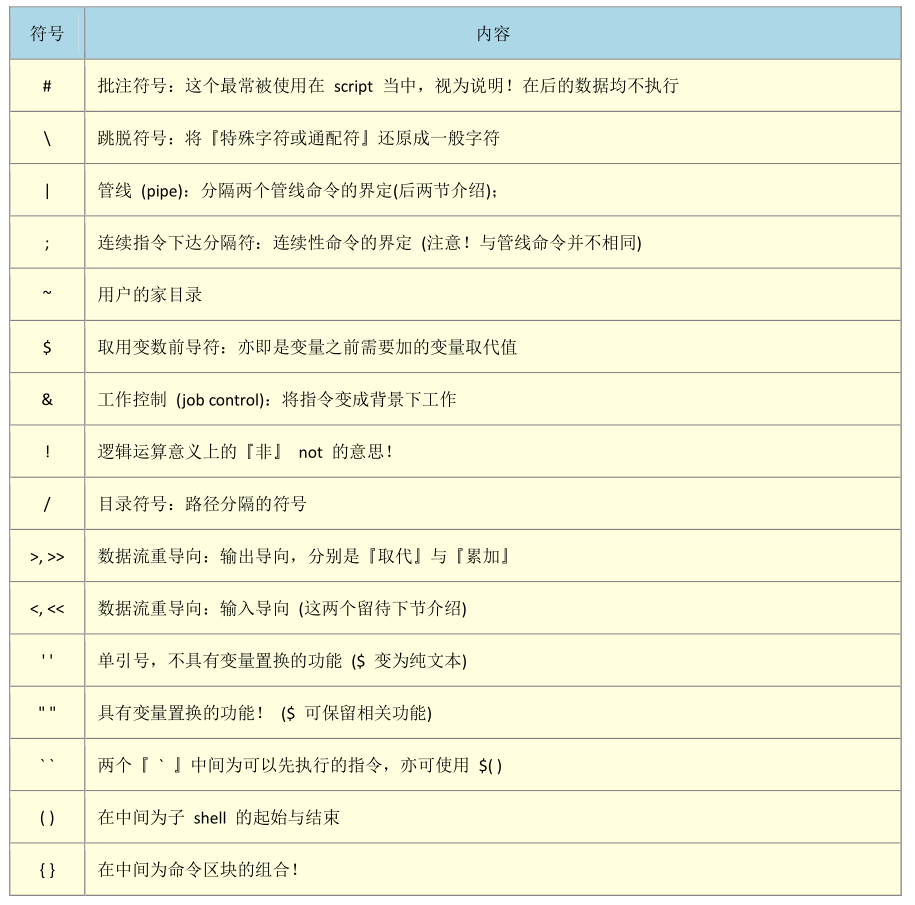 符号 内容
# 批注符号：这个最常被使用在 script 当中，视为说明！在后的数据均不执行
\ 跳脱符号：将『特殊字符或通配符』还原成一般字符
| 管线 (pipe)：分隔两个管线命令的界定(后两节介绍)；
; 连续指令下达分隔符：连续性命令的界定 (注意！与管线命令并不相同)
~ 用户的家目录
$ 取用变数前导符：亦即是变量之前需要加的变量取代值
& 工作控制 (job control)：将指令变成背景下工作
! 逻辑运算意义上的『非』 not 的意思！
/ 目录符号：路径分隔的符号
>, >> 数据流重导向：输出导向，分别是『取代』与『累加』
<, << 数据流重导向：输入导向 (这两个留待下节介绍)
' ' 单引号，不具有变量置换的功能 ($ 变为纯文本)
" " 具有变量置换的功能！ ($ 可保留相关功能)
` ` 两个『 ` 』中间为可以先执行的指令，亦可使用 $( )
( ) 在中间为子 shell 的起始与结束
{ } 在中间为命令区块的组合！